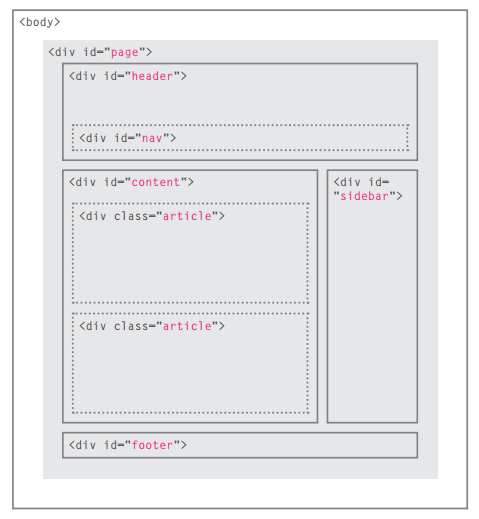 <body>
<div id="page">
<div id="header">
<div id="nav">
<div id="content">
<div class="article">
<div class="article">
<div id=
"sidebar">
<div id="footer">